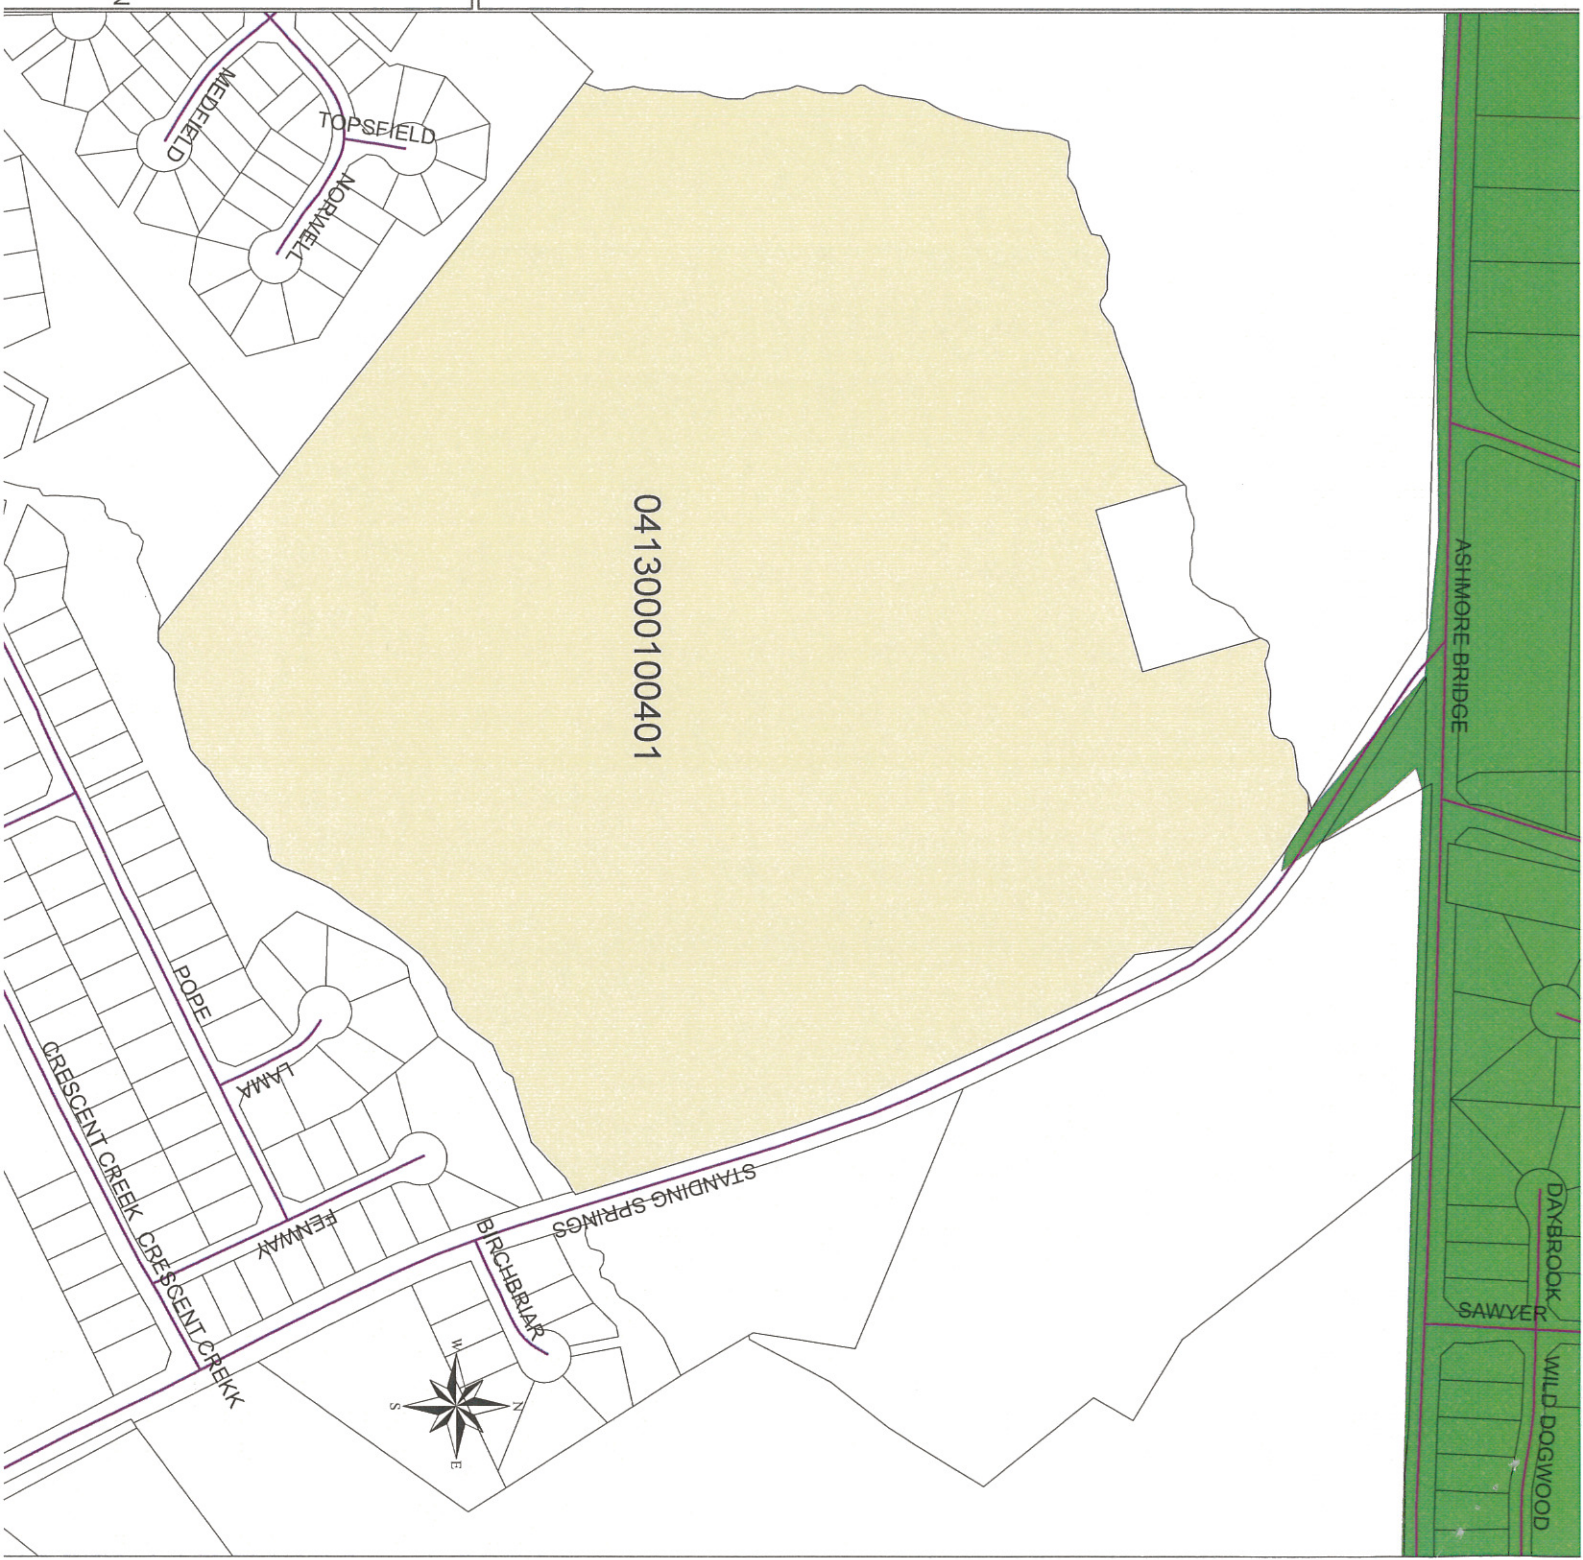 MEDFIELD
TOPSFIELD
NORWELL
0413000100401
ASHMORE BRIDGE
POPE
LAMA
CRESCENT CREEK
CRESCENT CREEKK
FENWAY
STANDING SPRINGS
BIRCHBRIAR
DAYBROOK
SAWYER
WILD DOGWOOD
W
N
S
E